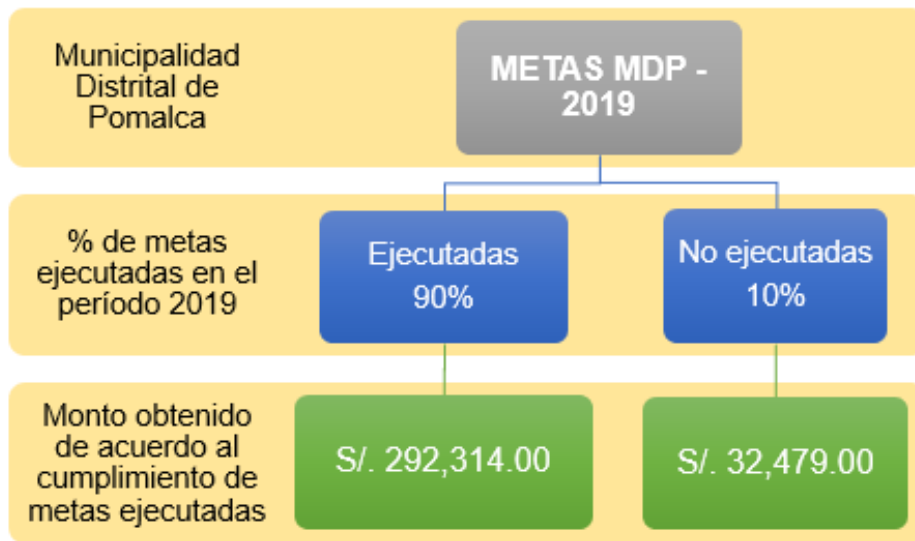 Municipalidad
Distrital de
Pomalca
METAS MDP -
2019
% de metas
ejecutadas en el
período 2019
Ejecutadas
90%
No ejecutadas
10%
Monto obtenido
de acuerdo al
cumplimiento de
metas ejecutadas
S/. 292,314.00
S/. 32,479.00